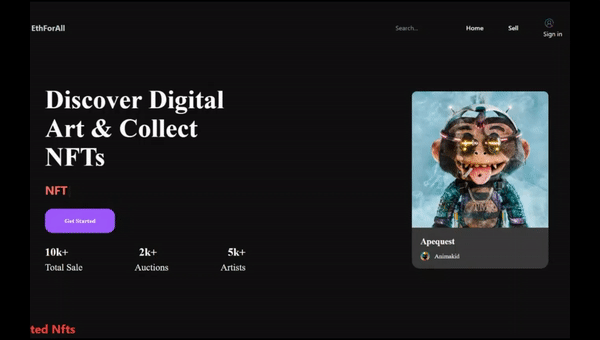 EthForAll
Search...
Home
Sell
Sign in
Discover Digital
Art & Collect
NFTs
NFT
Get Started
10k+
2k+
5k+
Total Sale
Auctions
Artists
Apequest
Animakid
ted Nfts